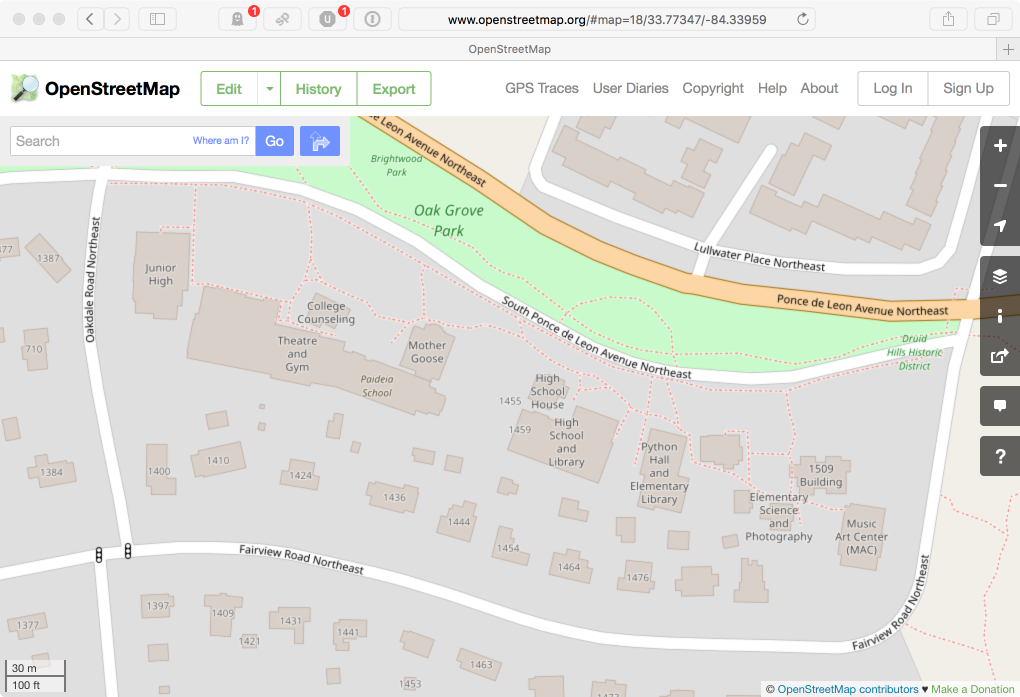 1
1
www.openstreetmap.org/#map=18/33.77347/-84.33959
OpenStreetMap
OpenStreetMap
Edit
History
Export
GPS Traces
User Diaries
Copyright
Help
About
Log In
Sign Up
Search
Where am I?
Go
de Leon Avenue Northeast
Brightwood
Park
Oak Grove
Park
Lullwater Place Northeast
Ponce de Leon Avenue Northeast
South Ponce de Leon Avenue Northeast
Druid
Hills Historic
District
Oakdale Road Northeast
1387
710
Junior
High
College
Counseling
Theatre
and
Gym
Mother
Goose
Paideia
School
High
School
House
1455
1459
High
School
and
Library
Python
Hall
and
Elementary
Library
1509
Building
Elementary
Science
and
Photography
Music
Art Center
(MAC)
1384
1400
1410
1424
1436
1444
1454
1464
1476
Fairview Road Northeast
Fairview Road Northeast
1377
1397
1409
1421
1431
1441
1463
1453
30 m
100 ft
© OpenStreetMap contributors ♥ Make a Donation